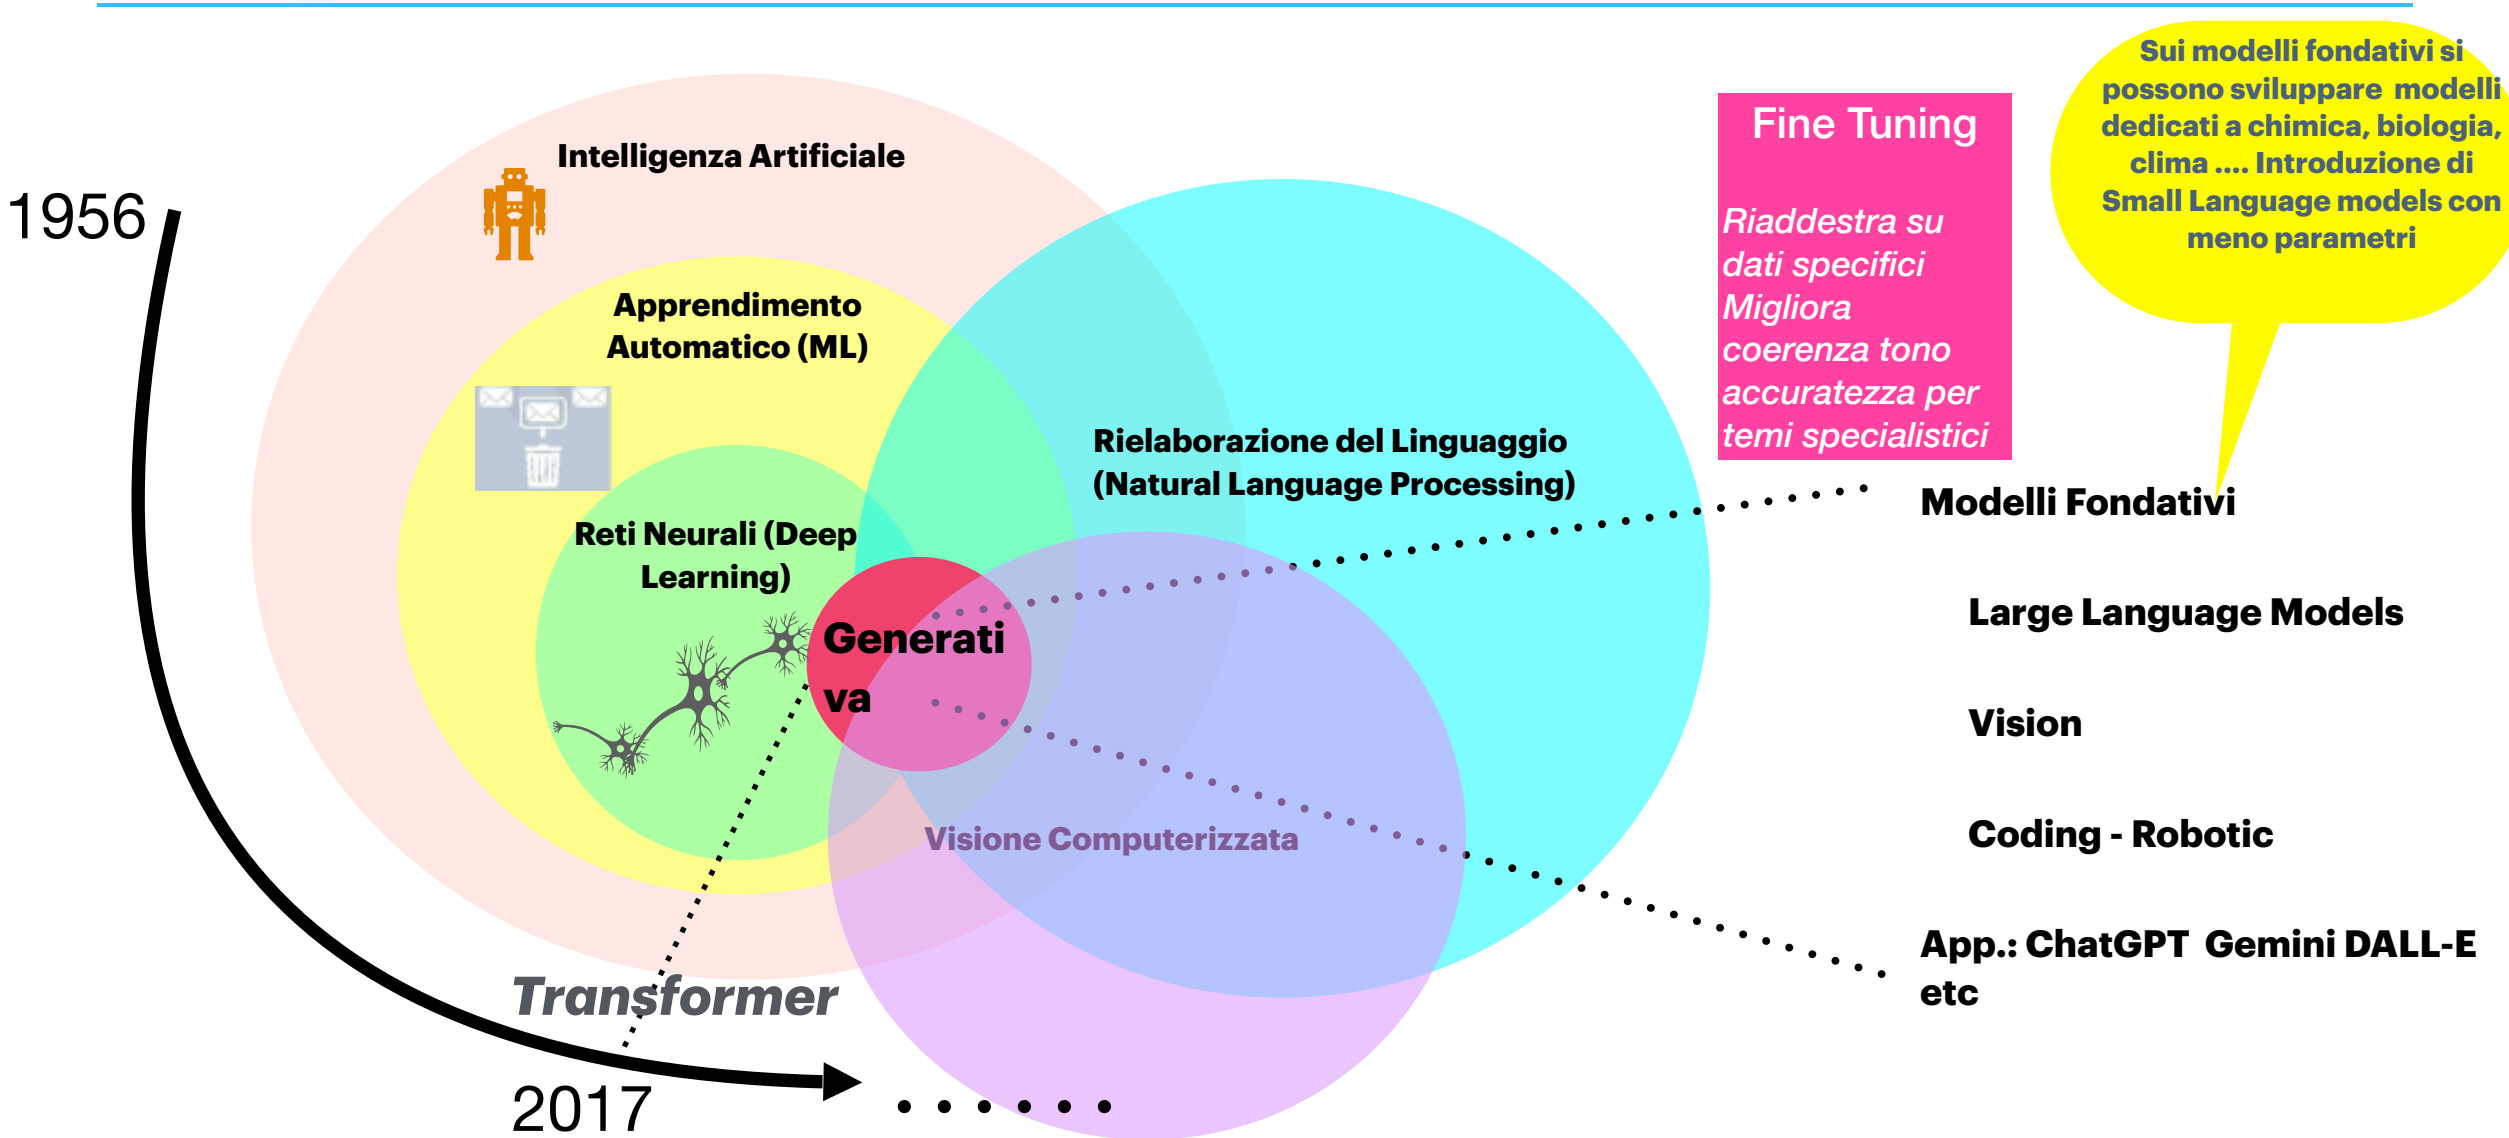 1956
Intelligenza Artificiale
Apprendimento
Automatico (ML)
Reti Neurali (Deep
Learning)
Generati
va
Rielaborazione del Linguaggio
(Natural Language Processing)
Visione Computerizzata
Transformer
2017
Fine Tuning
Riaddestra su
dati specifici
Migliora
coerenza tono
accuratezza per
temi specialistici
Sui modelli fondativi si
possono sviluppare  modelli
dedicati a chimica, biologia,
clima .... Introduzione di
Small Language models con
meno parametri
Modelli Fondativi
Large Language Models
Vision
Coding - Robotic
App.: ChatGPT  Gemini DALL-E
etc